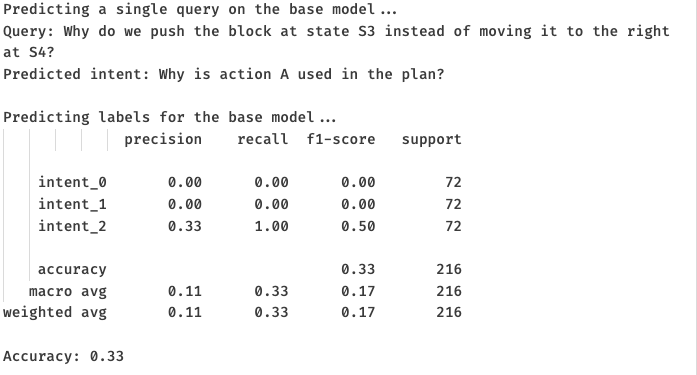 Predicting a single query on the base model...
Query: Why do we push the block at state S3 instead of moving it to the right
at S4?
Predicted intent: Why is action A used in the plan?
Predicting labels for the base model...
precision recall f1-score support
intent_0 0.00 0.00 0.00 72
intent_1 0.00 0.00 0.00 72
intent_2 0.33 1.00 0.50 72
accuracy 0.33 216
macro avg 0.11 0.33 0.17 216
weighted avg 0.11 0.33 0.17 216
Accuracy: 0.33